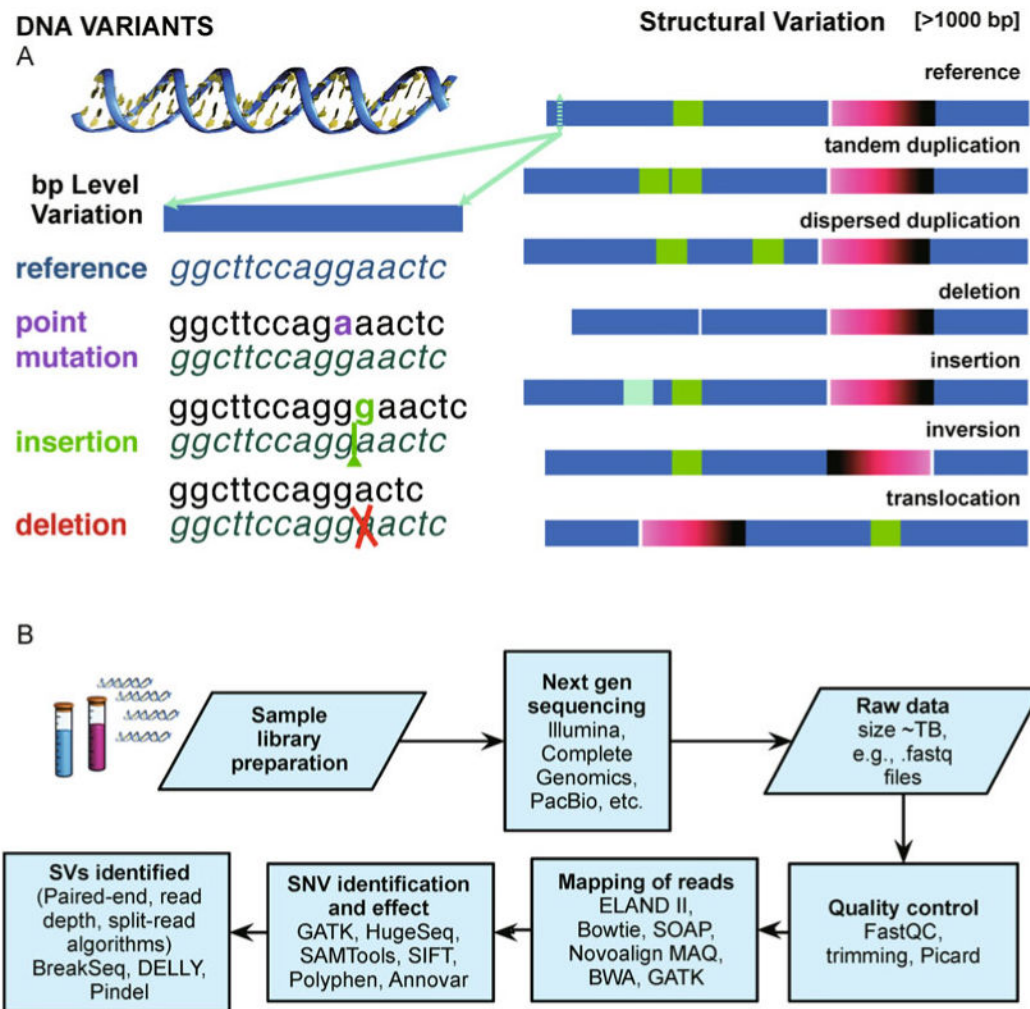 DNA VARIANTS
A
bp Level
Variation
reference ggcttccaggaactc
point ggcttccagaaactc
mutation ggcttccaggaactc
ggcttccagggaactc
insertion ggcttccaggaactc
ggcttccaggactc
deletion ggcttccaggaactc
Structural Variation [>1000 bp]
reference
tandem duplication
dispersed duplication
deletion
insertion
inversion
translocation
B
Sample
library
preparation
Next gen
sequencing
Illumina,
Complete
Genomics,
PacBio, etc.
Raw data
size ~TB,
e.g., .fastq
files
Quality control
FastQC,
trimming, Picard
Mapping of reads
ELAND II,
Bowtie, SOAP,
Novoalign MAQ,
BWA, GATK
SNV identification
and effect
GATK, HugeSeq,
SAMTools, SIFT,
Polyphen, Annovar
SVs identified
(Paired-end, read
depth, split-read
algorithms)
BreakSeq, DELLY,
Pindel